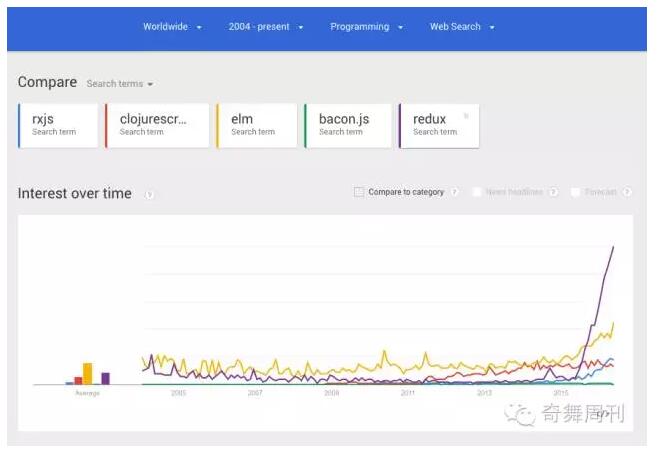 Worldwide 2004 - present Programming Web Search
Compare Search terms
rxjs clojurescr... elm bacon.js redux
Search term Search term Search term Search term Search term
Interest over time ? Compare to category ? News headlines ? Forecast ?
Average 2005 2007 2009 2011 2013 2015
奇舞周刊